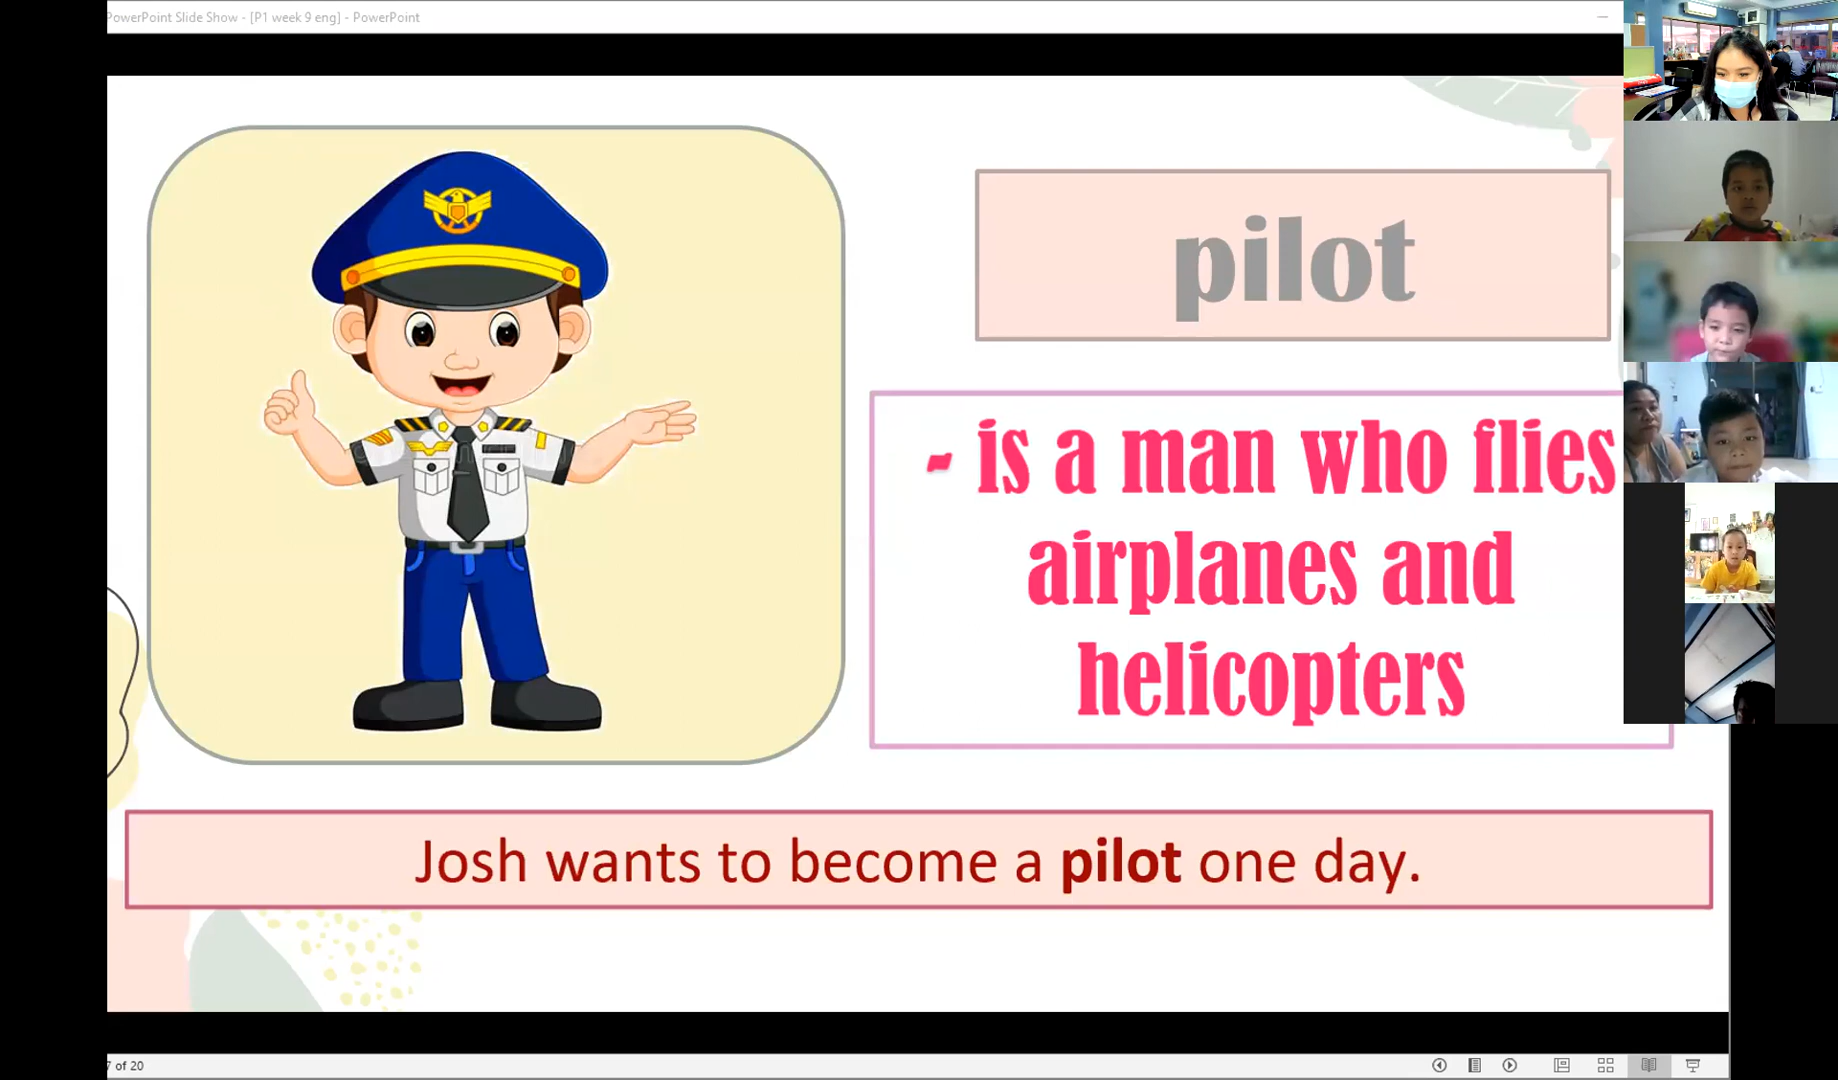 PowerPoint Slide Show - [P1 week 9 eng] - PowerPoint
pilot
- is a man who flies
airplanes and
helicopters
Josh wants to become a pilot one day.
7 of 20